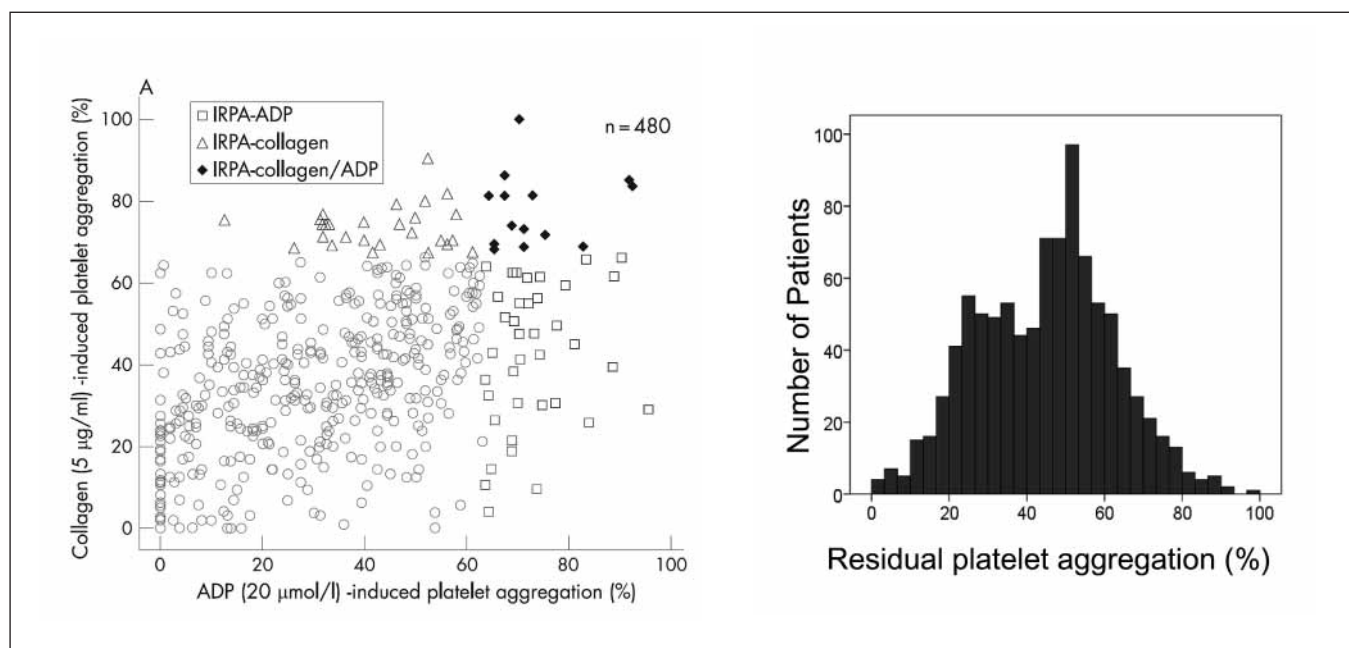 A
□ IRPA-ADP
△ IRPA-collagen
◆ IRPA-collagen/ADP
n = 480
Collagen (5 μg/ml) -induced platelet aggregation (%)
100
80
60
40
20
0
0 20 40 60 80 100
ADP (20 μmol/l) -induced platelet aggregation (%)
Number of Patients
100
80
60
40
20
0
0 20 40 60 80 100
Residual platelet aggregation (%)